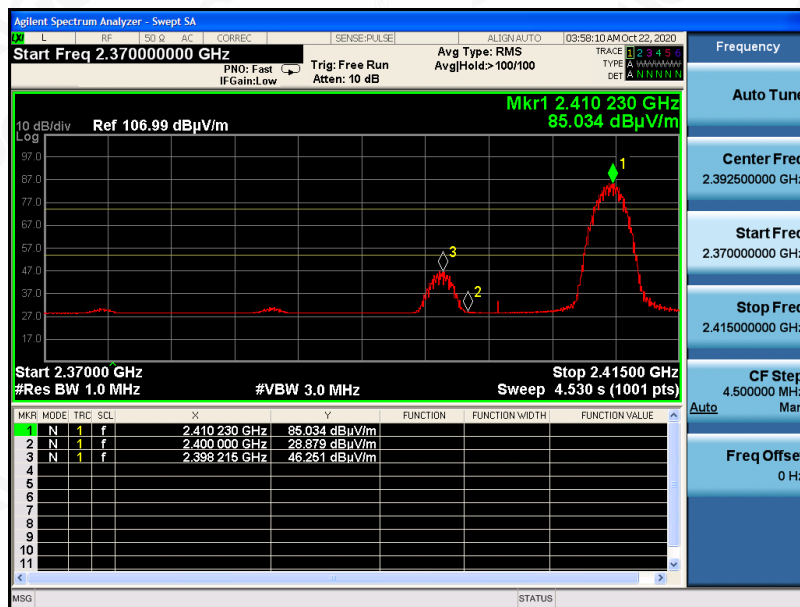 Agilent Spectrum Analyzer - Swept SA
LXI L RF 50 Ω AC CORREC SENSE:PULSE ALIGN AUTO 03:58:10 AM Oct 22, 2020
Start Freq 2.370000000 GHz
PNO: Fast
IFGain:Low
Trig: Free Run
Atten: 10 dB
Avg Type: RMS
Avg|Hold:>100/100
TRACE 1 2 3 4 5 6
TYPE A WWWWW
DET A N N N N N
Mkr1 2.410 230 GHz
85.034 dBµV/m
10 dB/div Ref 106.99 dBµV/m
Log
97.0
87.0
77.0
67.0
57.0
47.0
37.0
27.0
17.0
1
3
2
Start 2.37000 GHz Stop 2.41500 GHz
#Res BW 1.0 MHz #VBW 3.0 MHz Sweep 4.530 s (1001 pts)
MKR MODE TRC SCL X Y FUNCTION FUNCTION WIDTH FUNCTION VALUE
1 N 1 f 2.410 230 GHz 85.034 dBµV/m
2 N 1 f 2.400 000 GHz 28.879 dBµV/m
3 N 1 f 2.398 215 GHz 46.251 dBµV/m
4
5
6
7
8
9
10
11
MSG STATUS
Frequency
Auto Tune
Center Freq
2.392500000 GHz
Start Freq
2.370000000 GHz
Stop Freq
2.415000000 GHz
CF Step
4.500000 MHz
Auto Man
Freq Offset
0 Hz